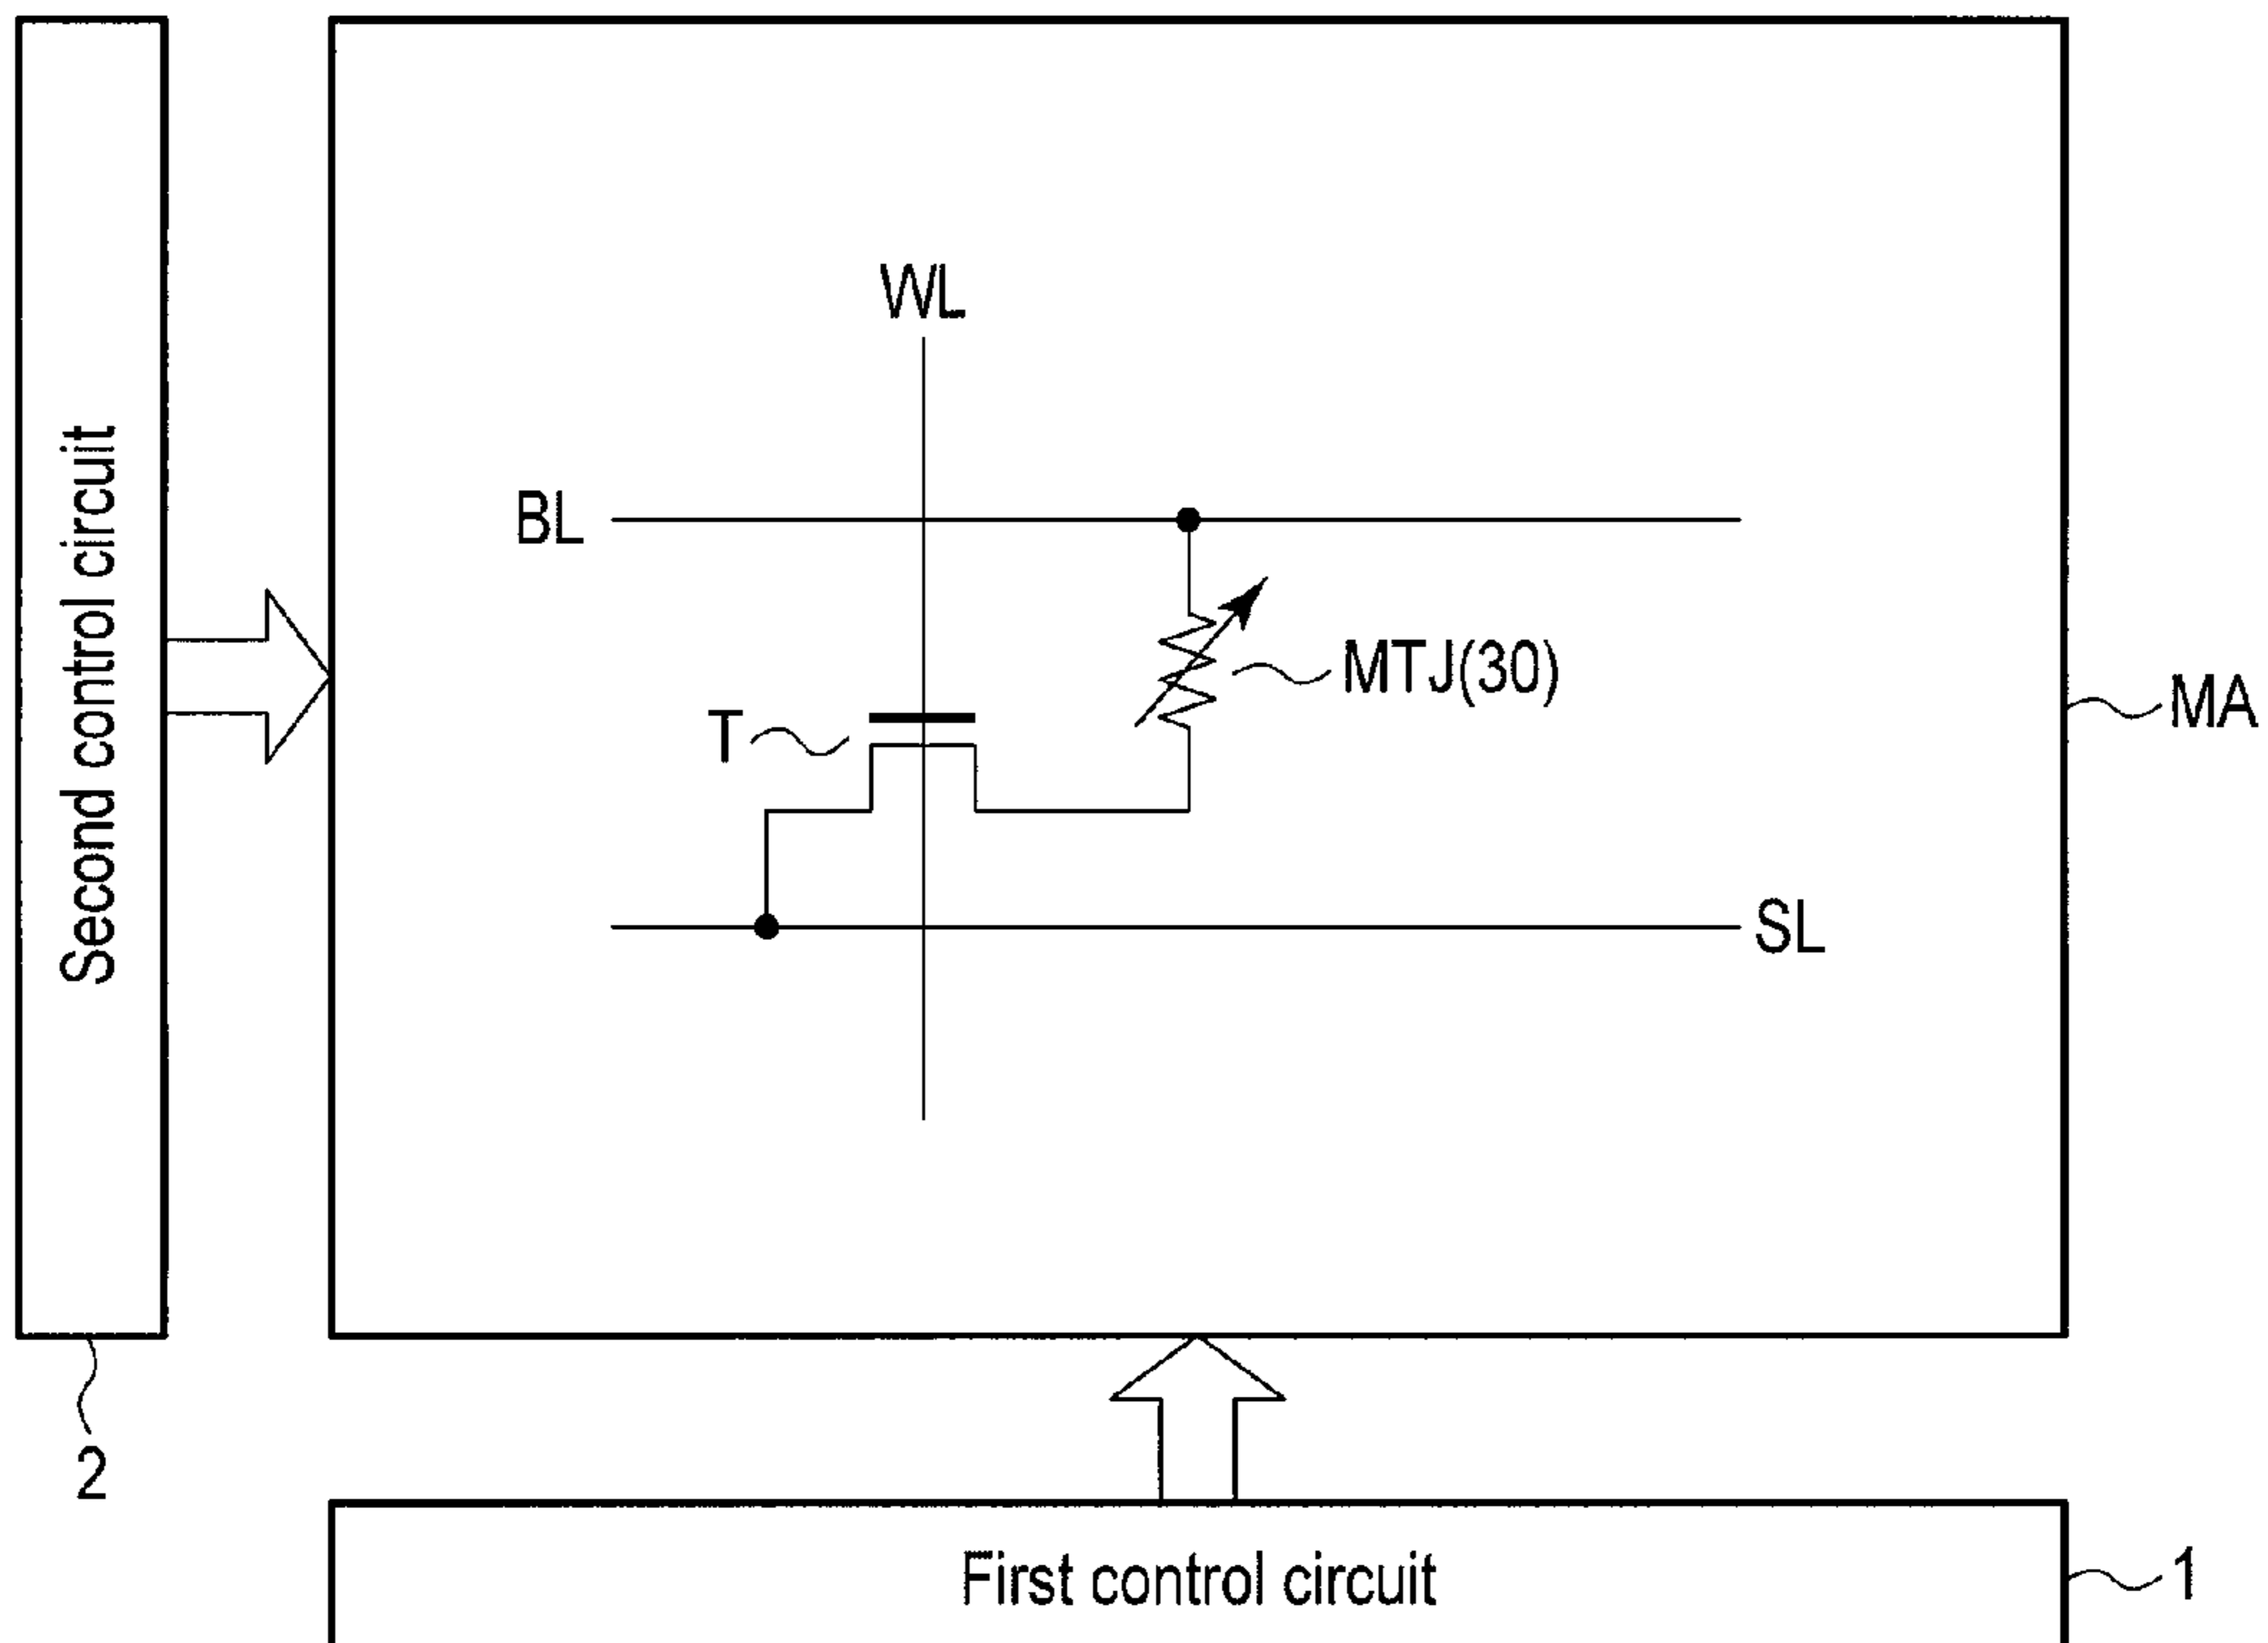 Second control circuit
WL
BL
MTJ(30)
T
MA
SL
2
First control circuit
1